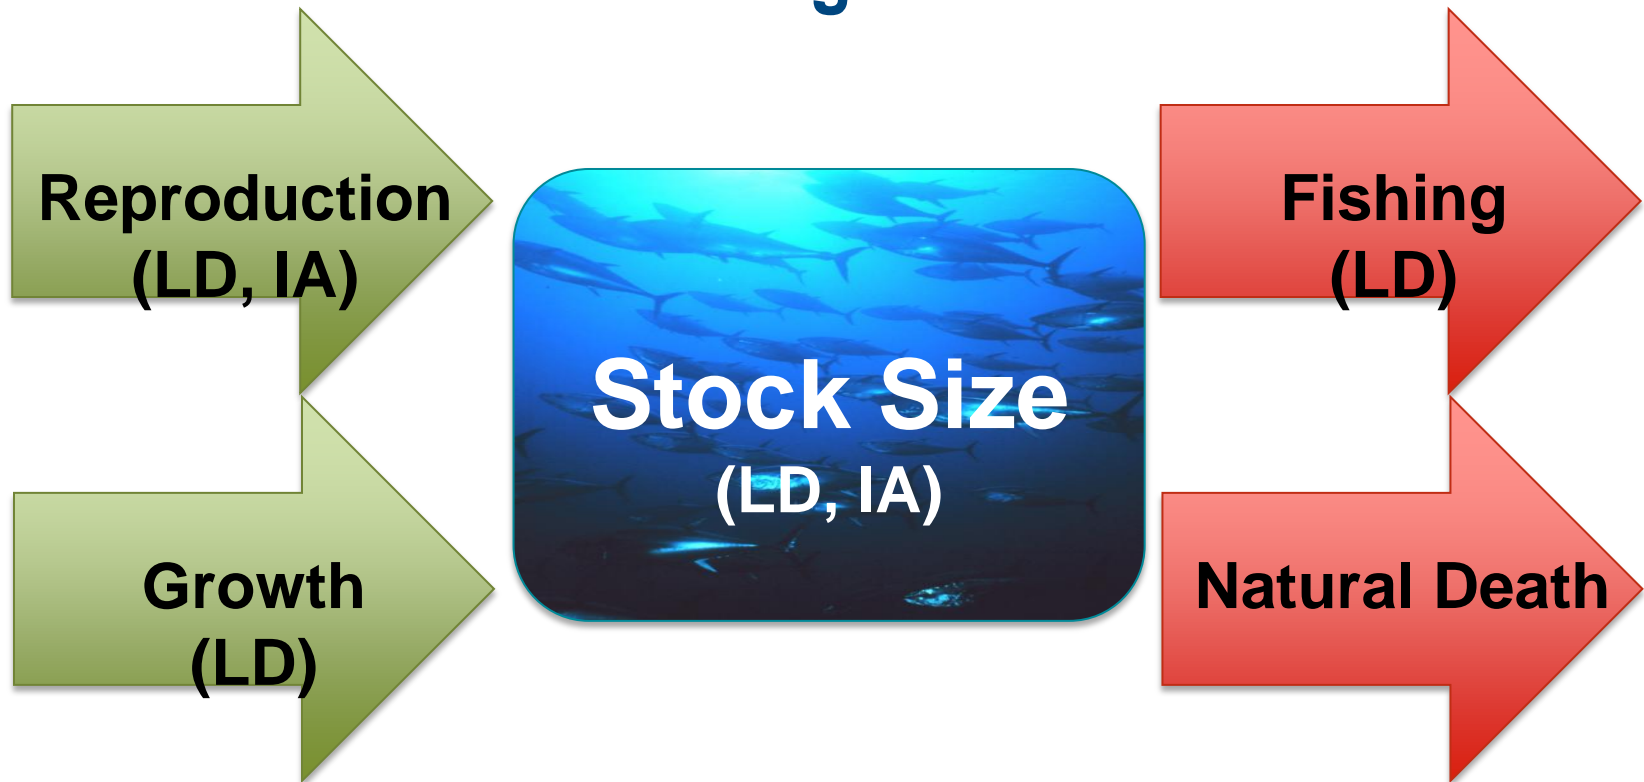 Reproduction
(LD, IA)
Growth
(LD)
Stock Size
(LD, IA)
Fishing
(LD)
Natural Death